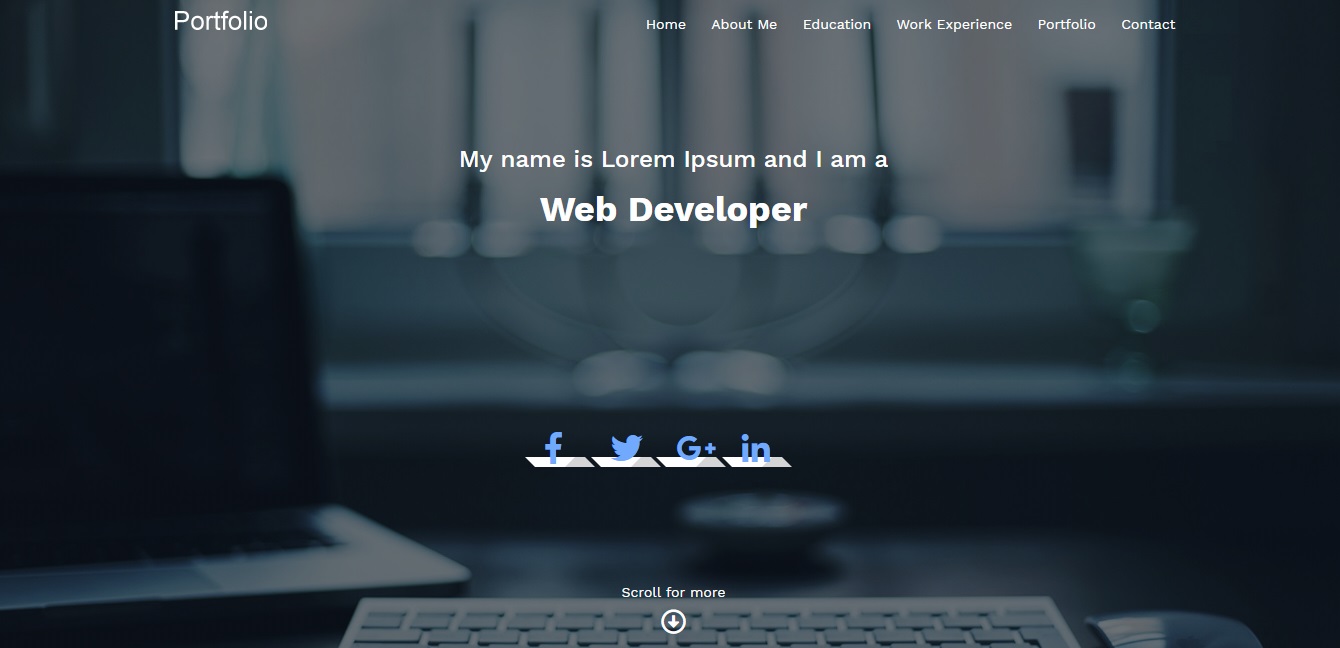 Portfolio
Home About Me Education Work Experience Portfolio Contact
My name is Lorem Ipsum and I am a
Web Developer
Scroll for more